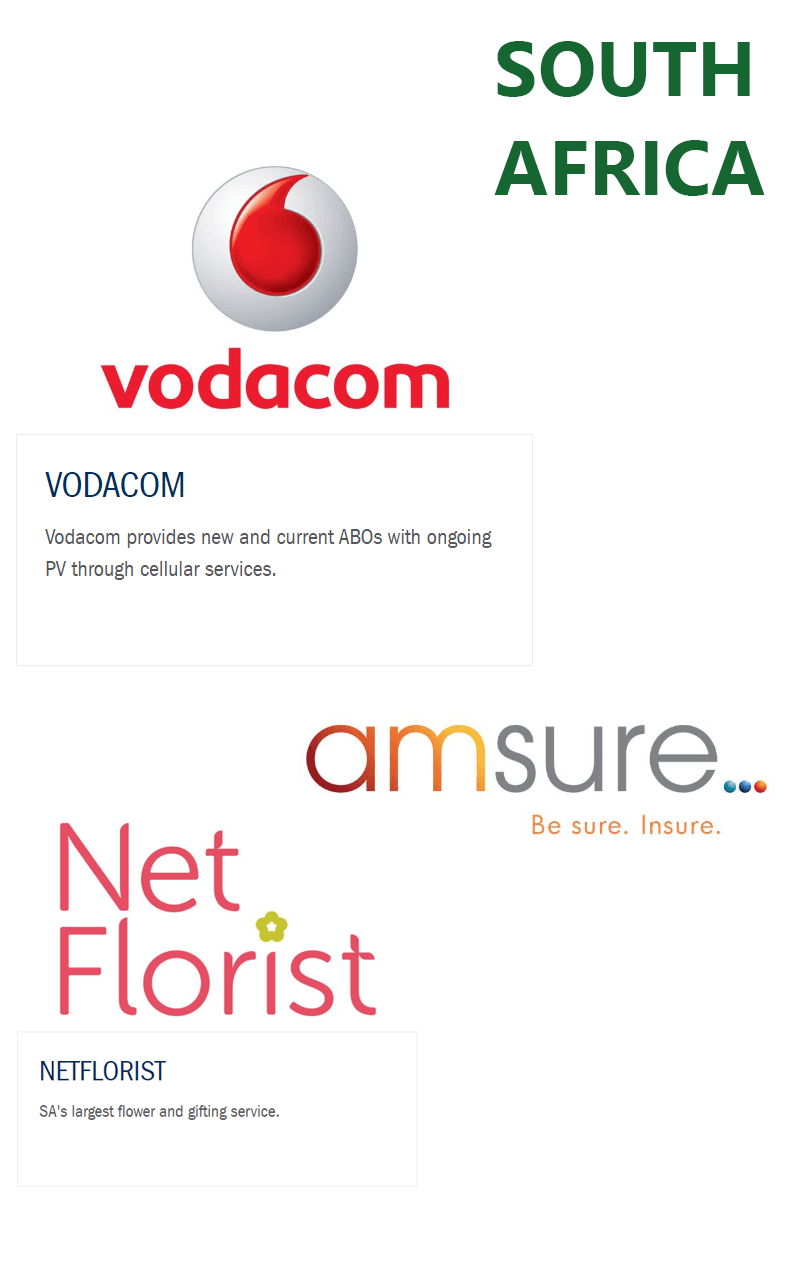 SOUTH
AFRICA
vodacom
VODACOM
Vodacom provides new and current ABOs with ongoing
PV through cellular services.
amsure...
Be sure. Insure.
Net
Florist
NETFLORIST
SA's largest flower and gifting service.